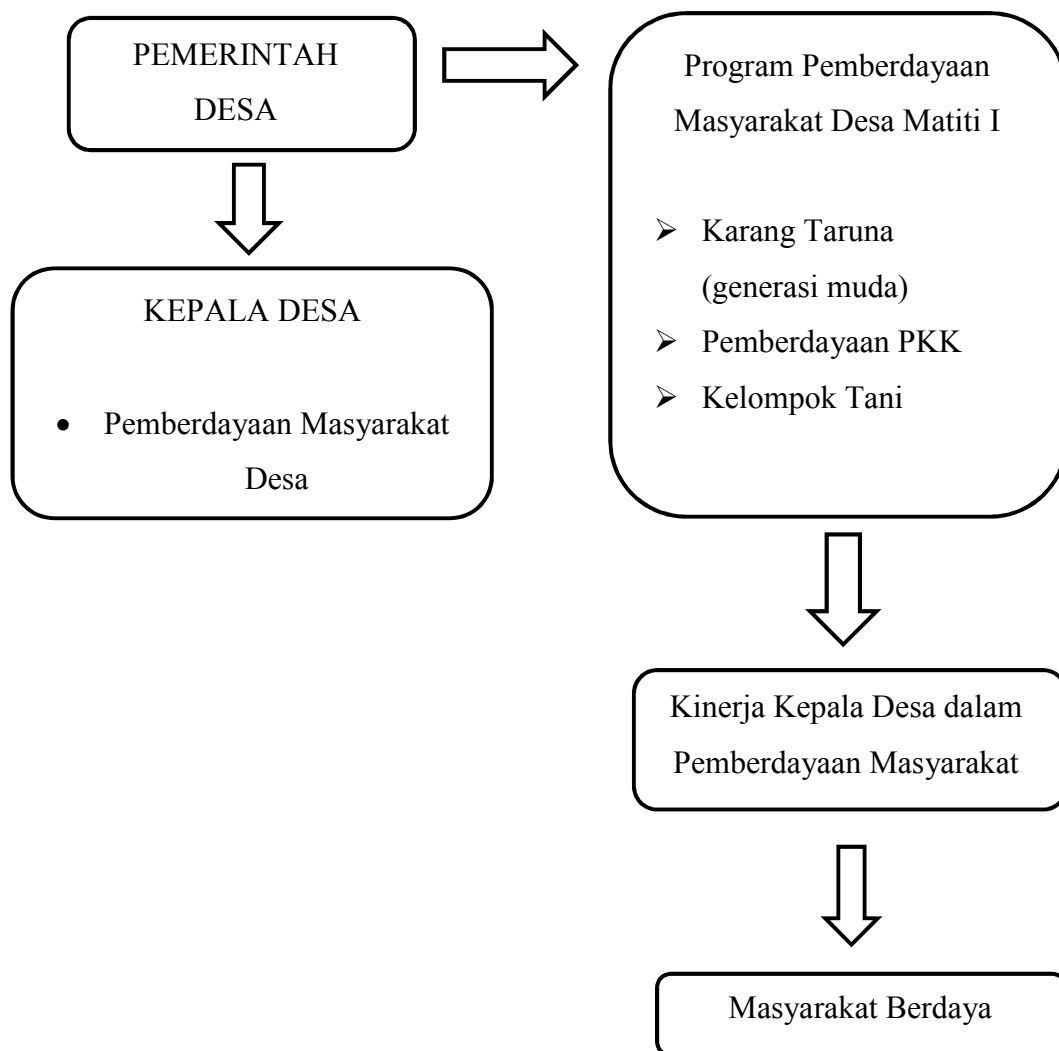 PEMERINTAH
DESA
KEPALA DESA
• Pemberdayaan Masyarakat
Desa
Program Pemberdayaan
Masyarakat Desa Matiti I
➢ Karang Taruna
(generasi muda)
➢ Pemberdayaan PKK
➢ Kelompok Tani
Kinerja Kepala Desa dalam
Pemberdayaan Masyarakat
Masyarakat Berdaya